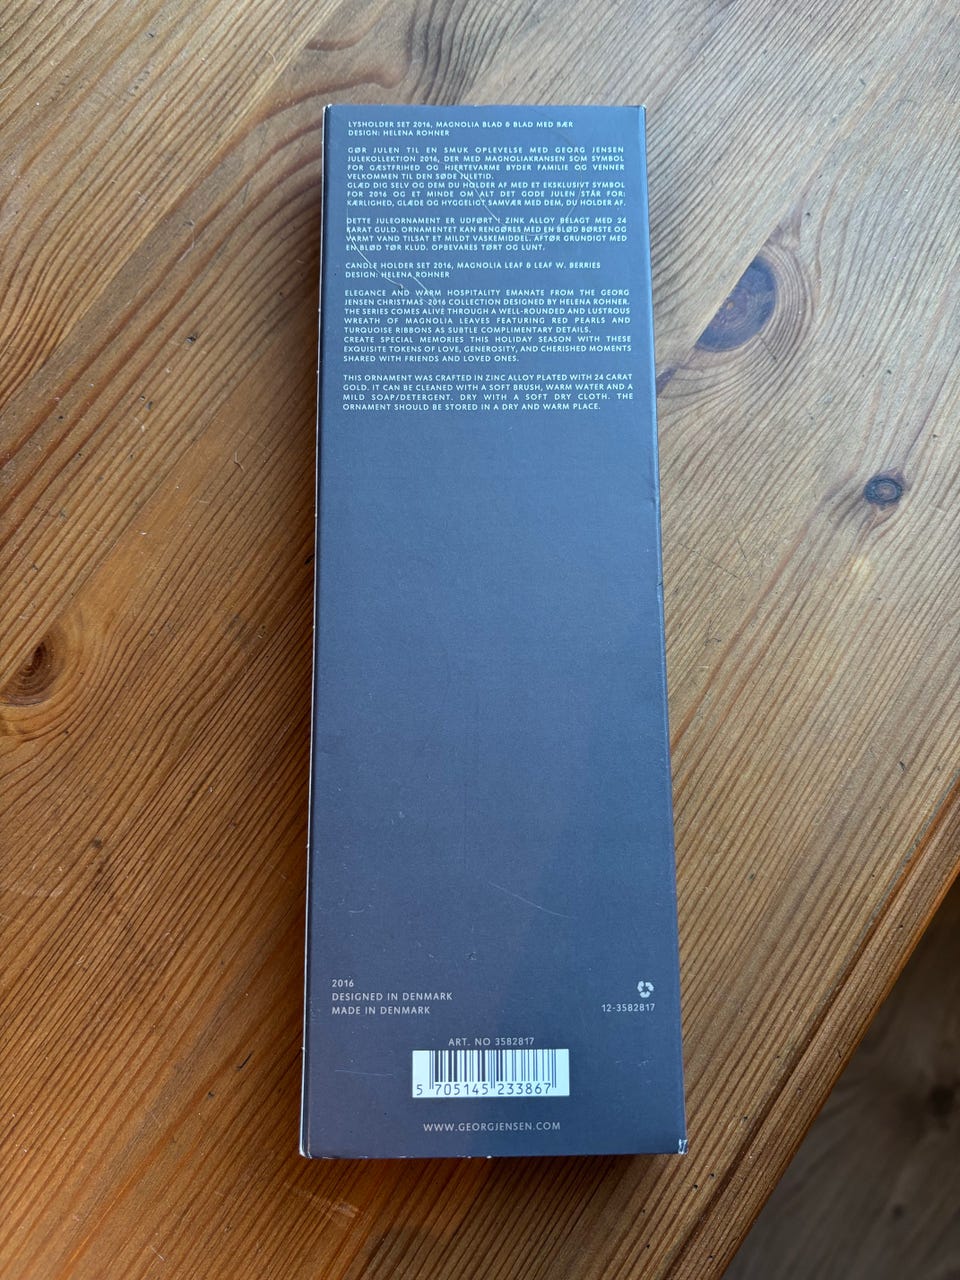 LYSHOLDER SET 2016, MAGNOLIA BLAD & BLAD MED BÆR
DESIGN: HELENA ROHNER
GØR JULEN TIL EN SMUK OPLEVELSE MED GEORG JENSEN
JULEKOLLEKTION 2016, DER MED MAGNOLIAKRANSEN SOM SYMBOL
FOR GÆSTFRIHED OG HJERTEVARME BYDER FAMILIE OG VENNER
VELKOMMEN TIL DEN SØDE JULETID.
GLÆD DIG SELV OG DEM DU HOLDER AF MED ET EKSKLUSIVT SYMBOL
FOR 2016 OG ET MINDE OM ALT DET GODE JULEN STÅR FOR:
KÆRLIGHED, GLÆDE OG HYGGELIGT SAMVÆR MED DEM, DU HOLDER AF.
DETTE JULEORNAMENT ER UDFØRT I ZINK ALLOY BELAGT MED 24
KARAT GULD. ORNAMENTET KAN RENGØRES MED EN BLØD BØRSTE OG
VARMT VAND TILSAT ET MILDT VASKEMIDDEL. AFTØR GRUNDIGT MED
EN BLØD TØR KLUD. OPBEVARES TØRT OG LUNT.
CANDLE HOLDER SET 2016, MAGNOLIA LEAF & LEAF W. BERRIES
DESIGN: HELENA ROHNER
ELEGANCE AND WARM HOSPITALITY EMANATE FROM THE GEORG
JENSEN CHRISTMAS 2016 COLLECTION DESIGNED BY HELENA ROHNER.
THE SERIES COMES ALIVE THROUGH A WELL-ROUNDED AND LUSTROUS
WREATH OF MAGNOLIA LEAVES FEATURING RED PEARLS AND
TURQUOISE RIBBONS AS SUBTLE COMPLIMENTARY DETAILS.
CREATE SPECIAL MEMORIES THIS HOLIDAY SEASON WITH THESE
EXQUISITE TOKENS OF LOVE, GENEROSITY, AND CHERISHED MOMENTS
SHARED WITH FRIENDS AND LOVED ONES.
THIS ORNAMENT WAS CRAFTED IN ZINC ALLOY PLATED WITH 24 CARAT
GOLD. IT CAN BE CLEANED WITH A SOFT BRUSH, WARM WATER AND A
MILD SOAP/DETERGENT. DRY WITH A SOFT DRY CLOTH. THE
ORNAMENT SHOULD BE STORED IN A DRY AND WARM PLACE.
2016
DESIGNED IN DENMARK
MADE IN DENMARK
12-3582817
ART. NO 3582817
5 705145 233867
WWW.GEORGJENSEN.COM